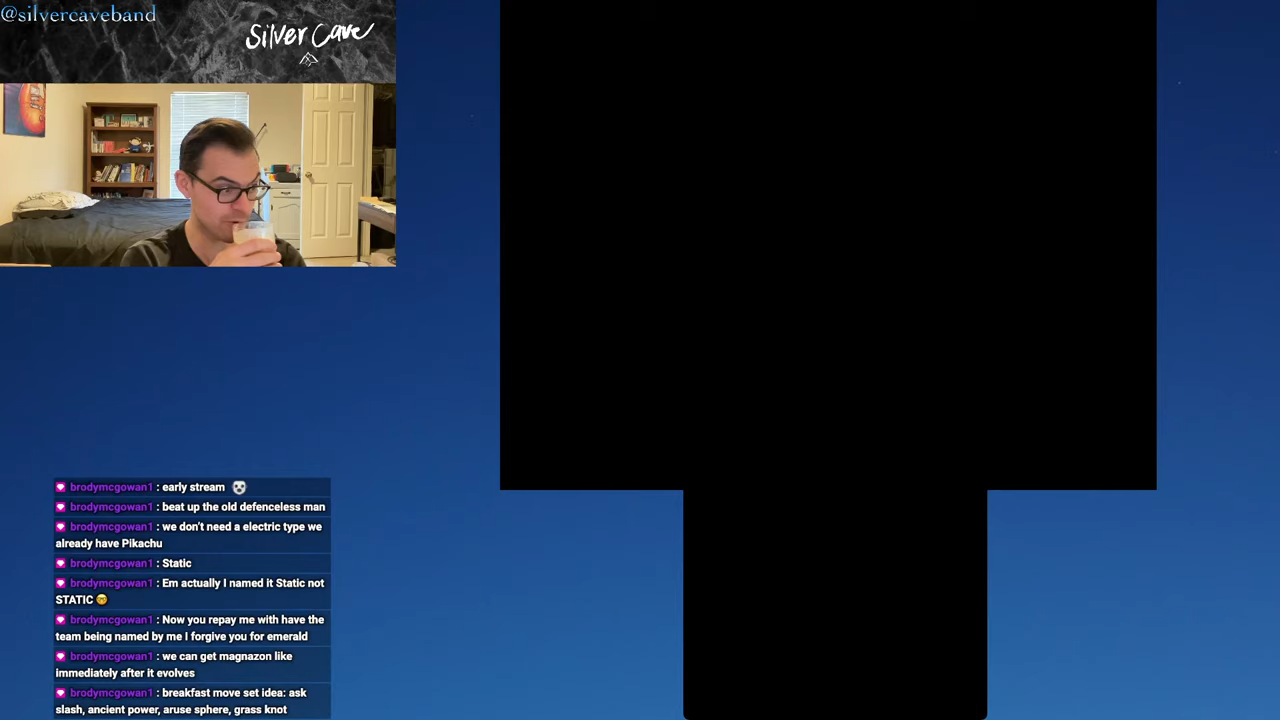 @silvercaveband
Silver Cave
brodymcgowan1 : early stream
brodymcgowan1 : beat up the old defenceless man
brodymcgowan1 : we don't need a electric type we
already have Pikachu
brodymcgowan1 : Static
brodymcgowan1 : Em actually I named it Static not
STATIC 🤓
brodymcgowan1 : Now you repay me with have the
team being named by me I forgive you for emerald
brodymcgowan1 : we can get magnazon like
immediately after it evolves
brodymcgowan1 : breakfast move set idea: ask
slash, ancient power, aruse sphere, grass knot